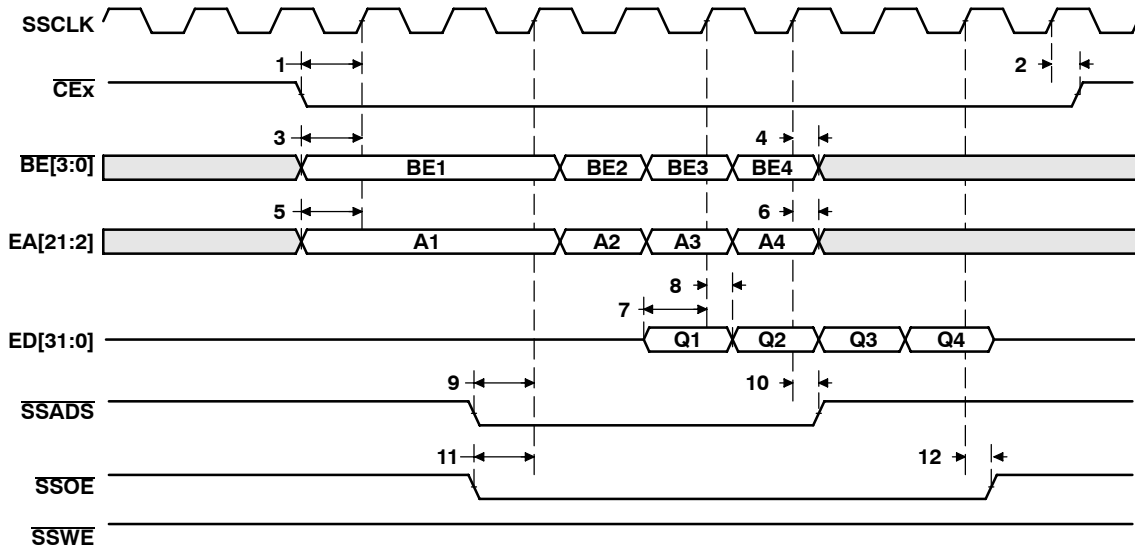 SSCLK
1
2
CEx
3
4
BE[3:0]
BE1
BE2
BE3
BE4
5
6
EA[21:2]
A1
A2
A3
A4
8
7
ED[31:0]
Q1
Q2
Q3
Q4
9
10
SSADS
11
12
SSOE
SSWE